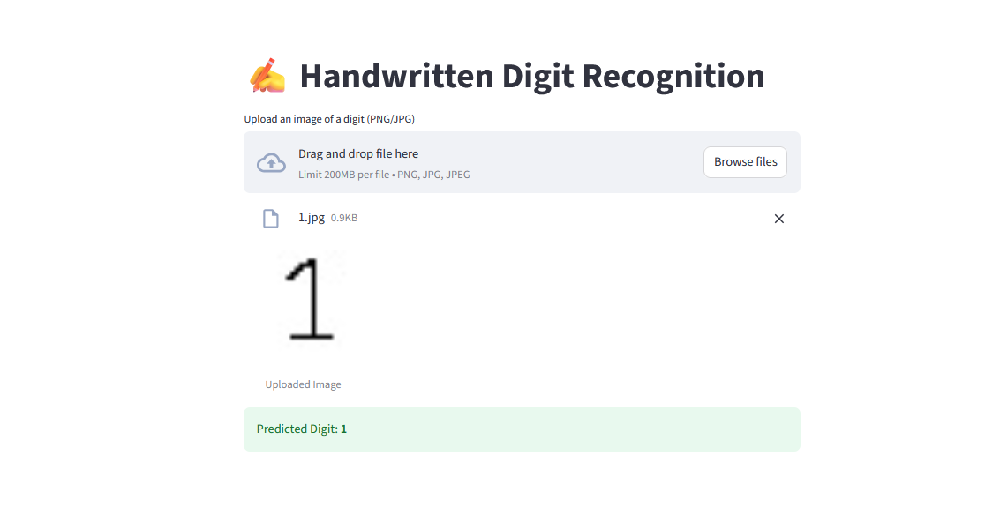 ✍️ Handwritten Digit Recognition
Upload an image of a digit (PNG/JPG)
Drag and drop file here
Limit 200MB per file • PNG, JPG, JPEG
Browse files
1.jpg 0.9KB
1
Uploaded Image
Predicted Digit: 1